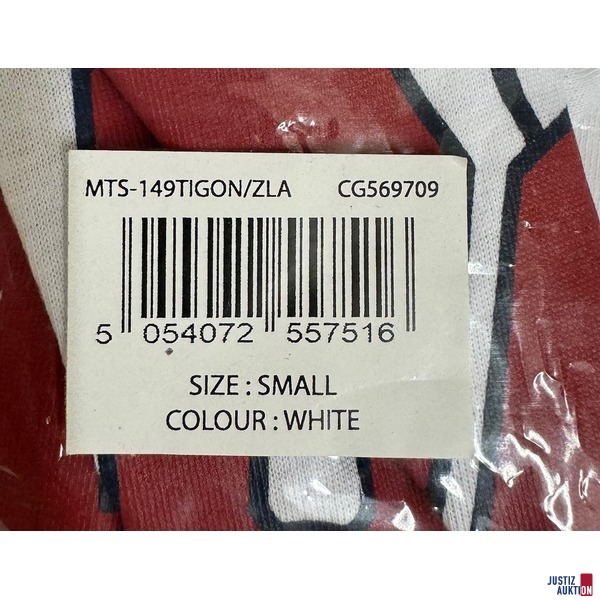 MTS-149TIGON/ZLA CG569709
5 054072 557516
SIZE : SMALL
COLOUR : WHITE
JUSTIZ
AUKTION